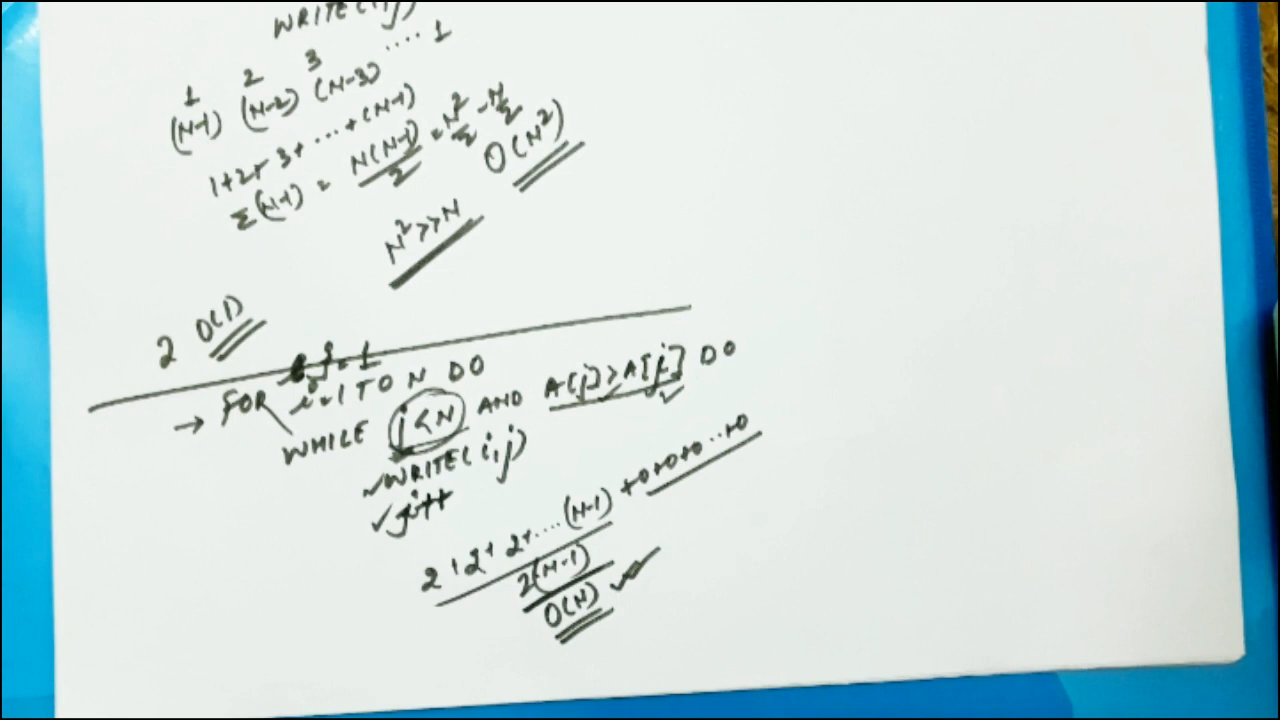 WRITE(i,j)
1 2 3
(N-1) (N-2) (N-3) .... 1
1+2+3+...+(N-1)
Σ(N-1) = N(N-1)/2 = N²/2 - N/2
O(N²)
N²>>N
2 O(1)
j=1
→ FOR i=1 TO N DO
WHILE j<N AND A[j]>A[j] DO
WRITE(i,j)
j++
2+2+2+....(N-1)+0+0+0...+0
2(N-1)
O(N)